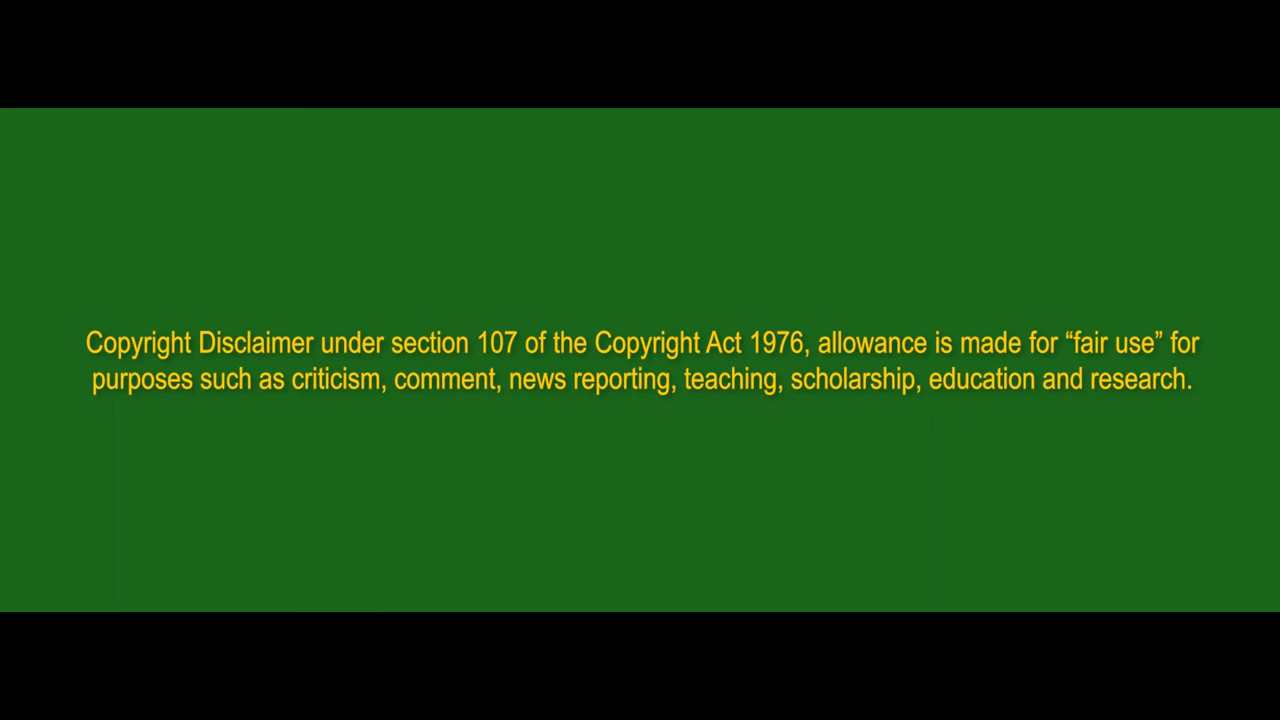 Copyright Disclaimer under section 107 of the Copyright Act 1976, allowance is made for “fair use” for
purposes such as criticism, comment, news reporting, teaching, scholarship, education and research.